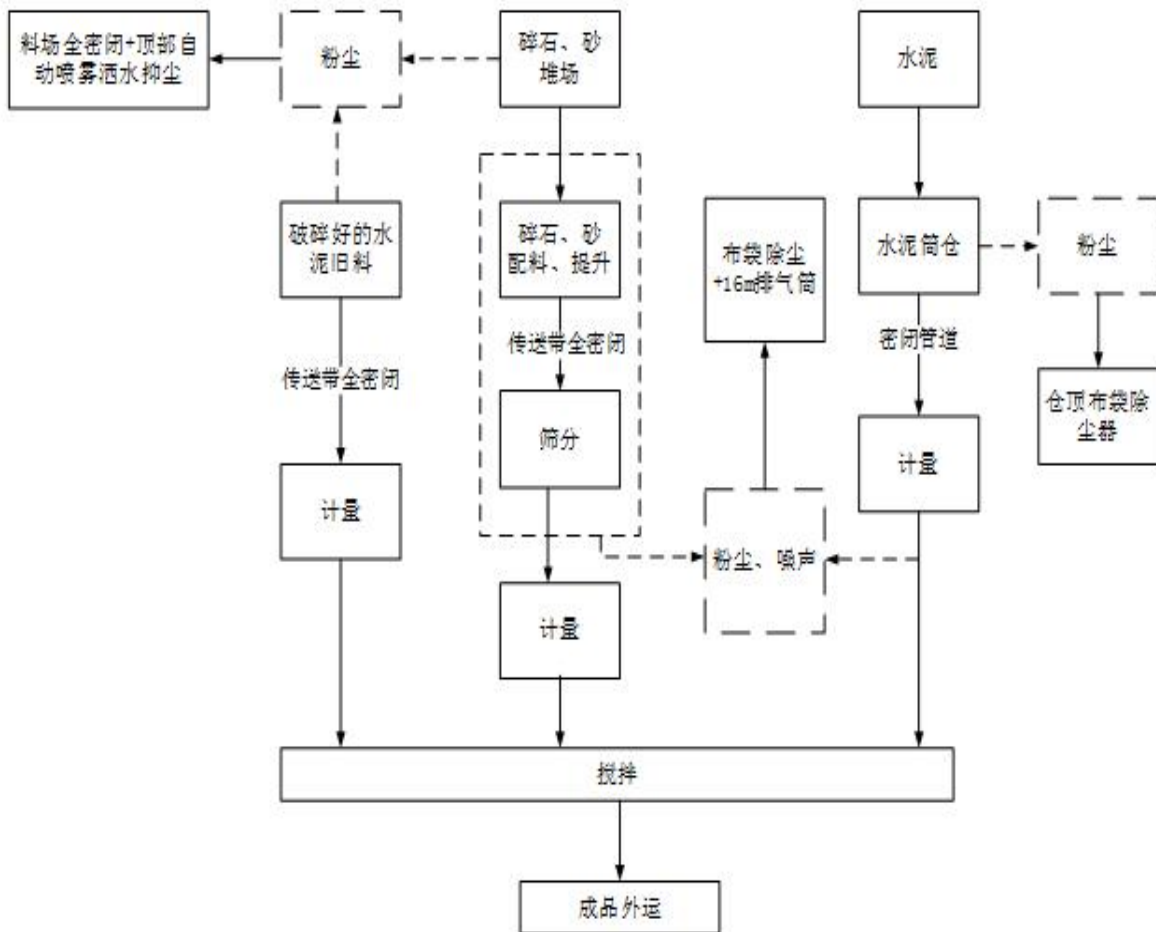 料场全密闭+顶部自
动喷雾洒水抑尘
粉尘
碎石、砂
堆场
水泥
破碎好的水
泥旧料
碎石、砂
配料、提升
布袋除尘
+16m排气筒
水泥筒仓
粉尘
传送带全密闭
传送带全密闭
密闭管道
仓顶布袋除
尘器
筛分
计量
计量
粉尘、噪声
计量
搅拌
成品外运